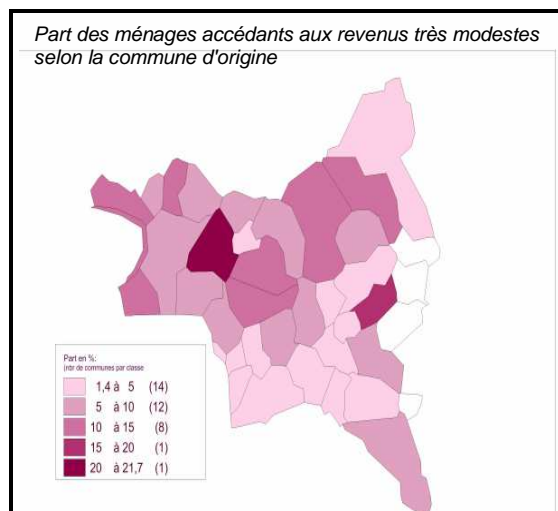 Part des ménages accédants aux revenus très modestes
selon la commune d'origine
Part en %:
(nbr de communes par classe
1,4 à 5 (14)
5 à 10 (12)
10 à 15 (8)
15 à 20 (1)
20 à 21,7 (1)